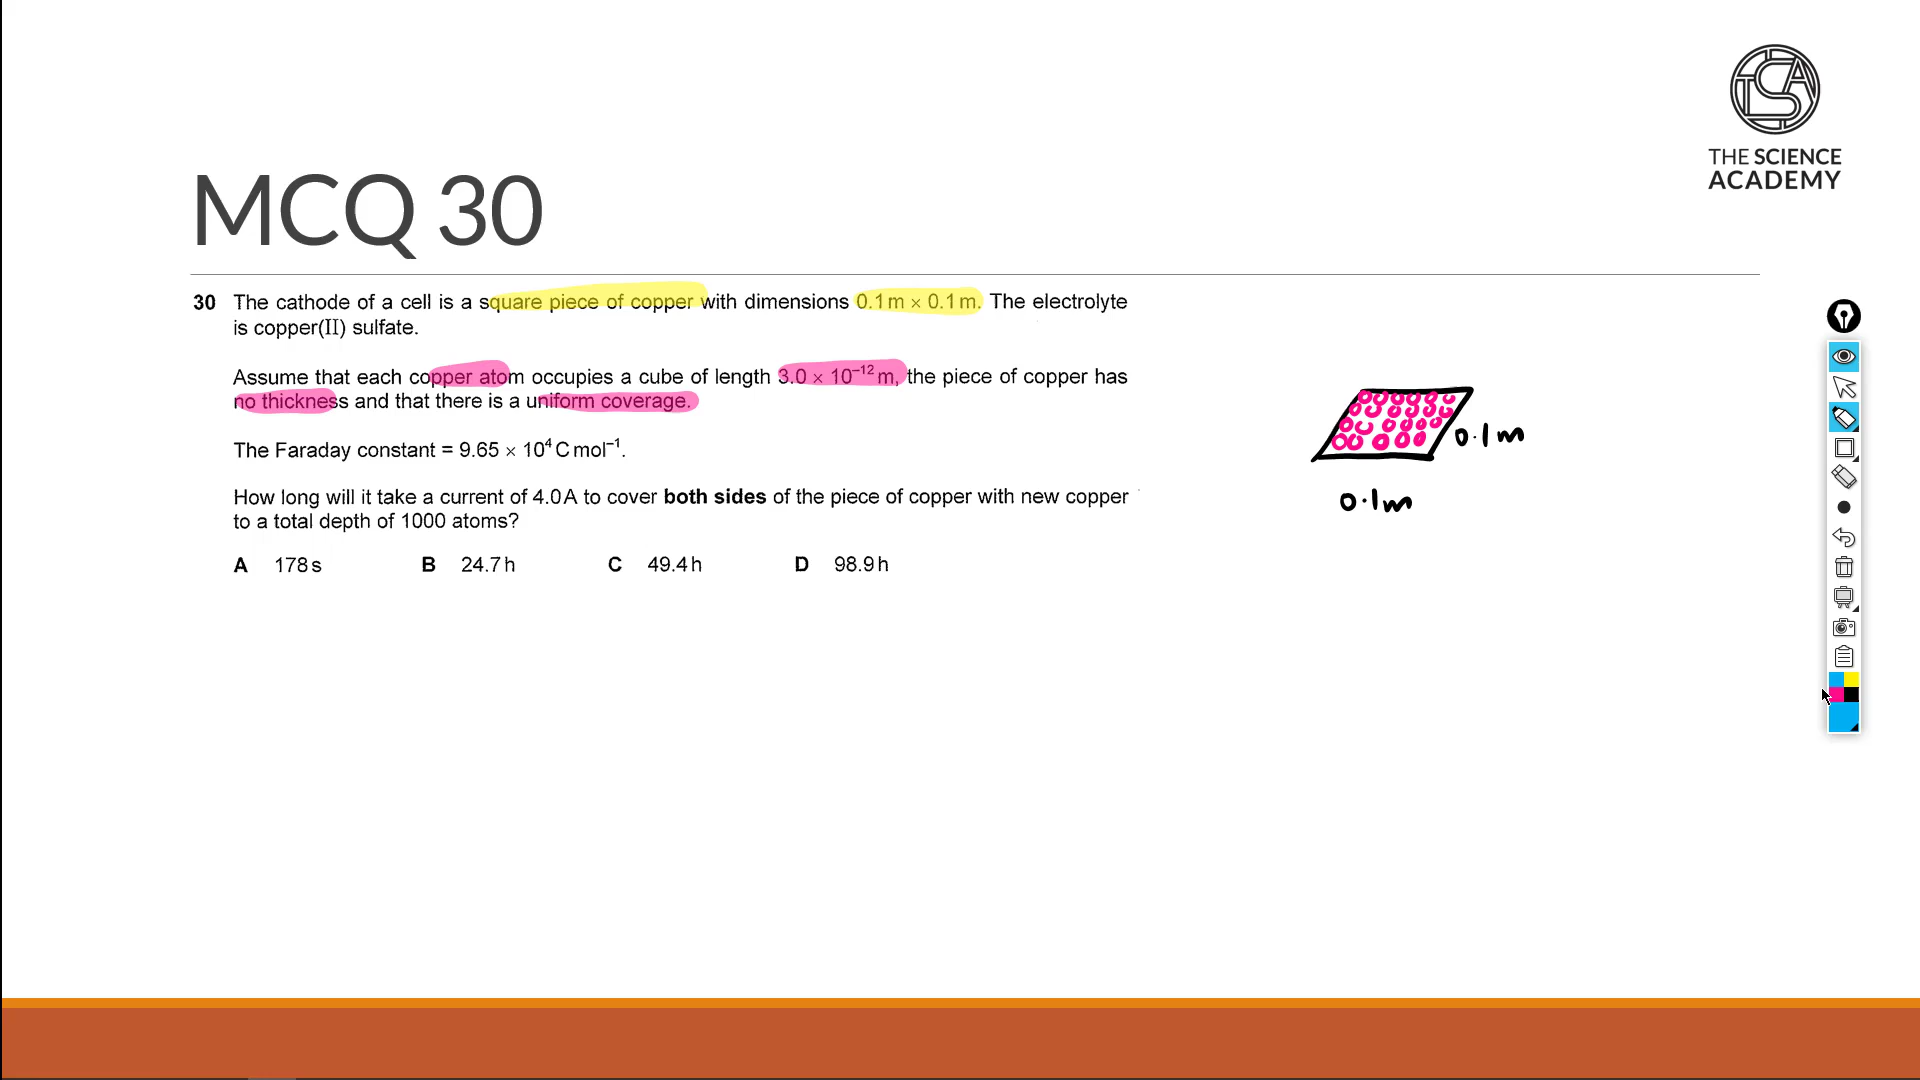 THE SCIENCE
ACADEMY
MCQ 30
30 The cathode of a cell is a square piece of copper with dimensions 0.1 m × 0.1 m. The electrolyte
is copper(II) sulfate.
Assume that each copper atom occupies a cube of length 3.0 × 10⁻¹² m, the piece of copper has
no thickness and that there is a uniform coverage.
The Faraday constant = 9.65 × 10⁴ C mol⁻¹.
How long will it take a current of 4.0 A to cover both sides of the piece of copper with new copper
to a total depth of 1000 atoms?
A 178 s B 24.7 h C 49.4 h D 98.9 h
0.1m
0.1m